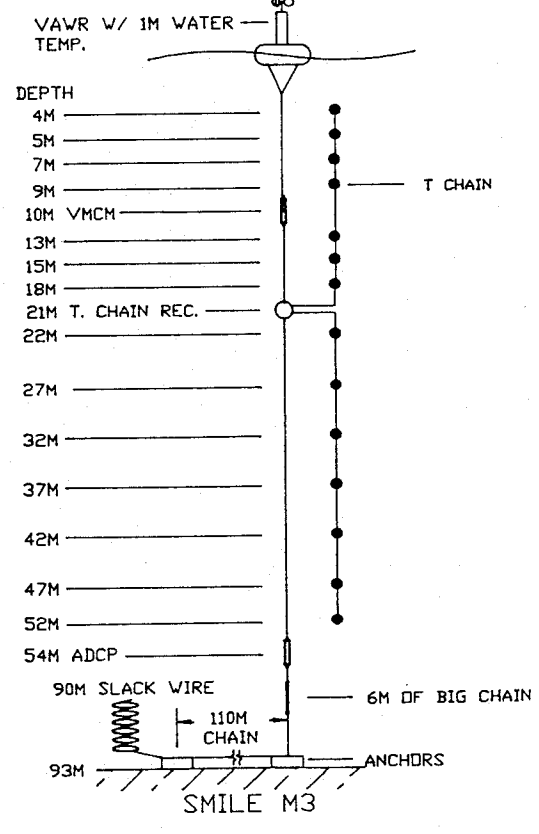 VAWR W/ 1M WATER
TEMP.
DEPTH
4M
5M
7M
9M
T CHAIN
10M VMCM
13M
15M
18M
21M T. CHAIN REC.
22M
27M
32M
37M
42M
47M
52M
54M ADCP
90M SLACK WIRE
6M OF BIG CHAIN
110M
CHAIN
ANCHORS
93M
SMILE M3